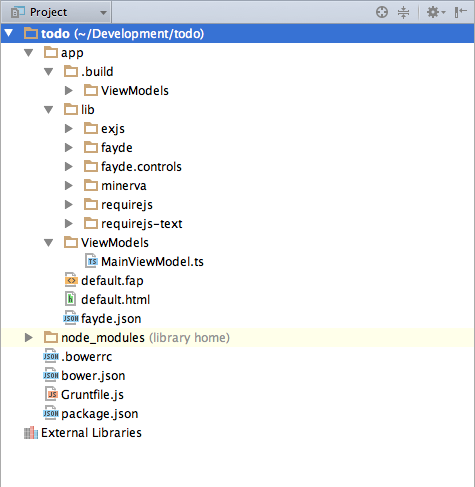 Project
todo (~/Development/todo)
app
.build
ViewModels
lib
exjs
fayde
fayde.controls
minerva
requirejs
requirejs-text
ViewModels
TS MainViewModel.ts
default.fap
h default.html
JSON fayde.json
node_modules (library home)
JSON .bowerrc
JSON bower.json
JS Gruntfile.js
JSON package.json
External Libraries